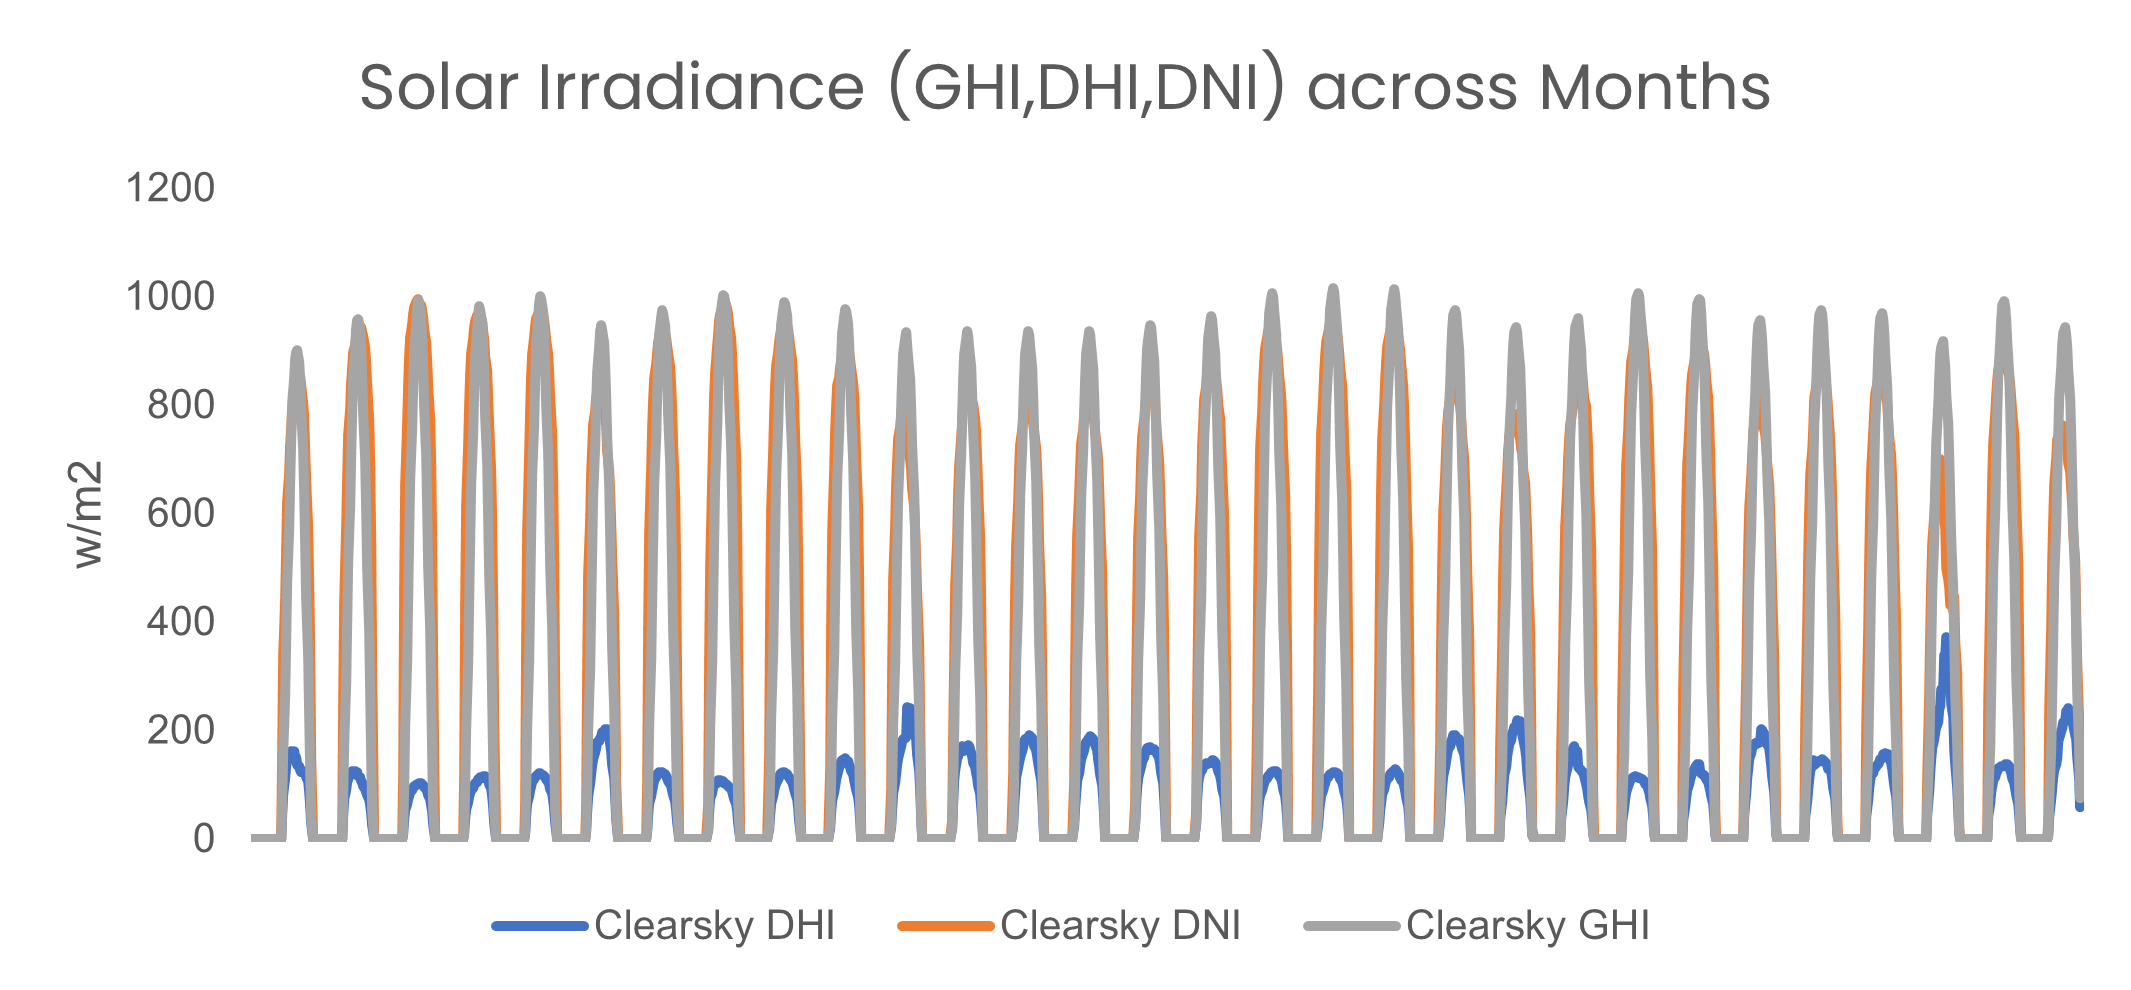 Solar Irradiance (GHI,DHI,DNI) across Months
1200
1000
800
600
400
200
0
w/m2
Clearsky DHI
Clearsky DNI
Clearsky GHI